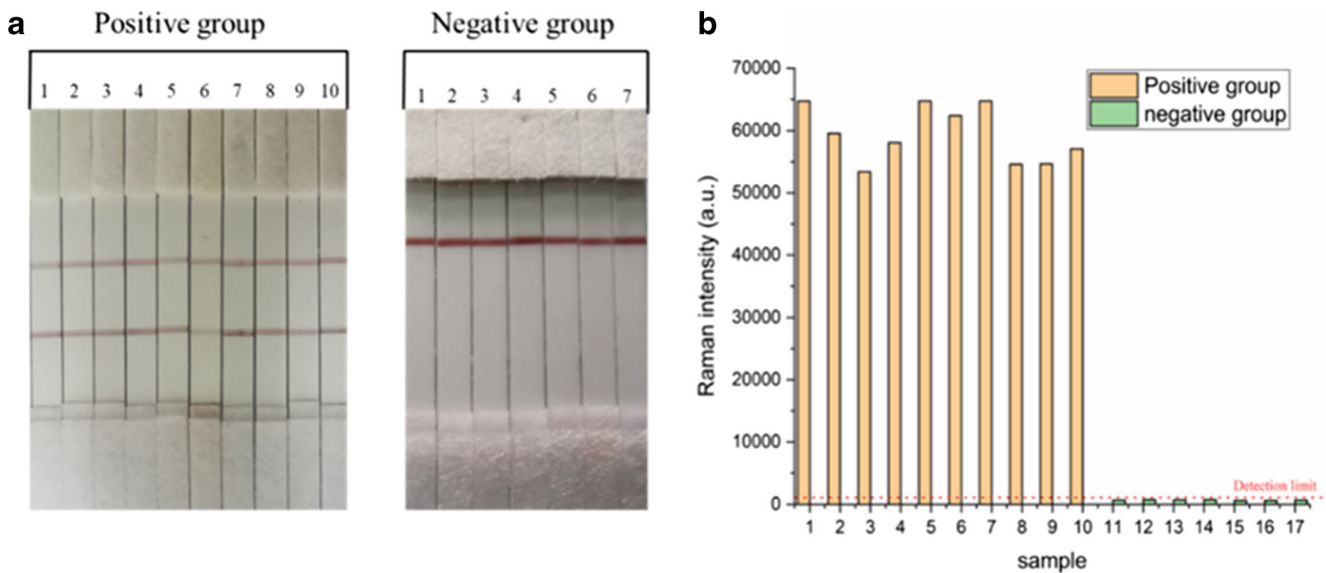 a
Positive group
1 2 3 4 5 6 7 8 9 10
Negative group
1 2 3 4 5 6 7
b
70000
60000
50000
40000
30000
20000
10000
0
Raman intensity (a.u.)
Positive group
negative group
Detection limit
1 2 3 4 5 6 7 8 9 10 11 12 13 14 15 16 17
sample